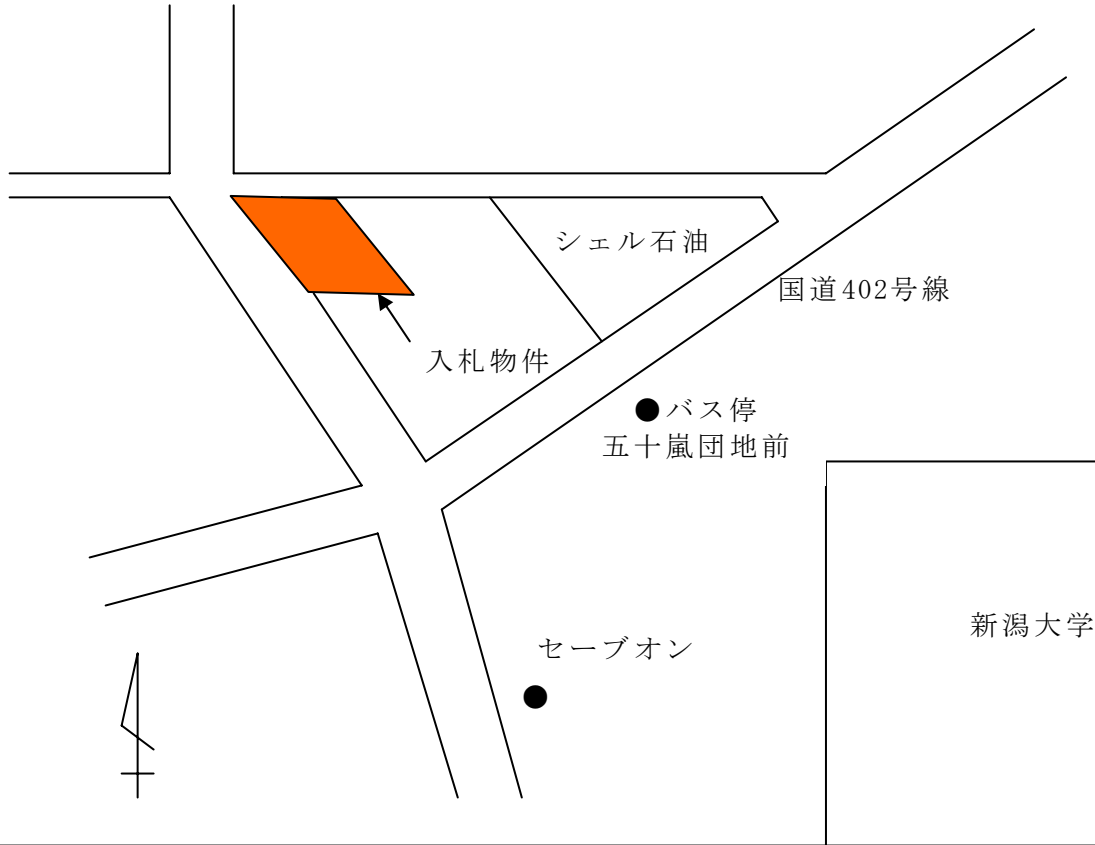 シェル石油
国道402号線
入札物件
バス停
五十嵐団地前
新潟大学
セーブオン